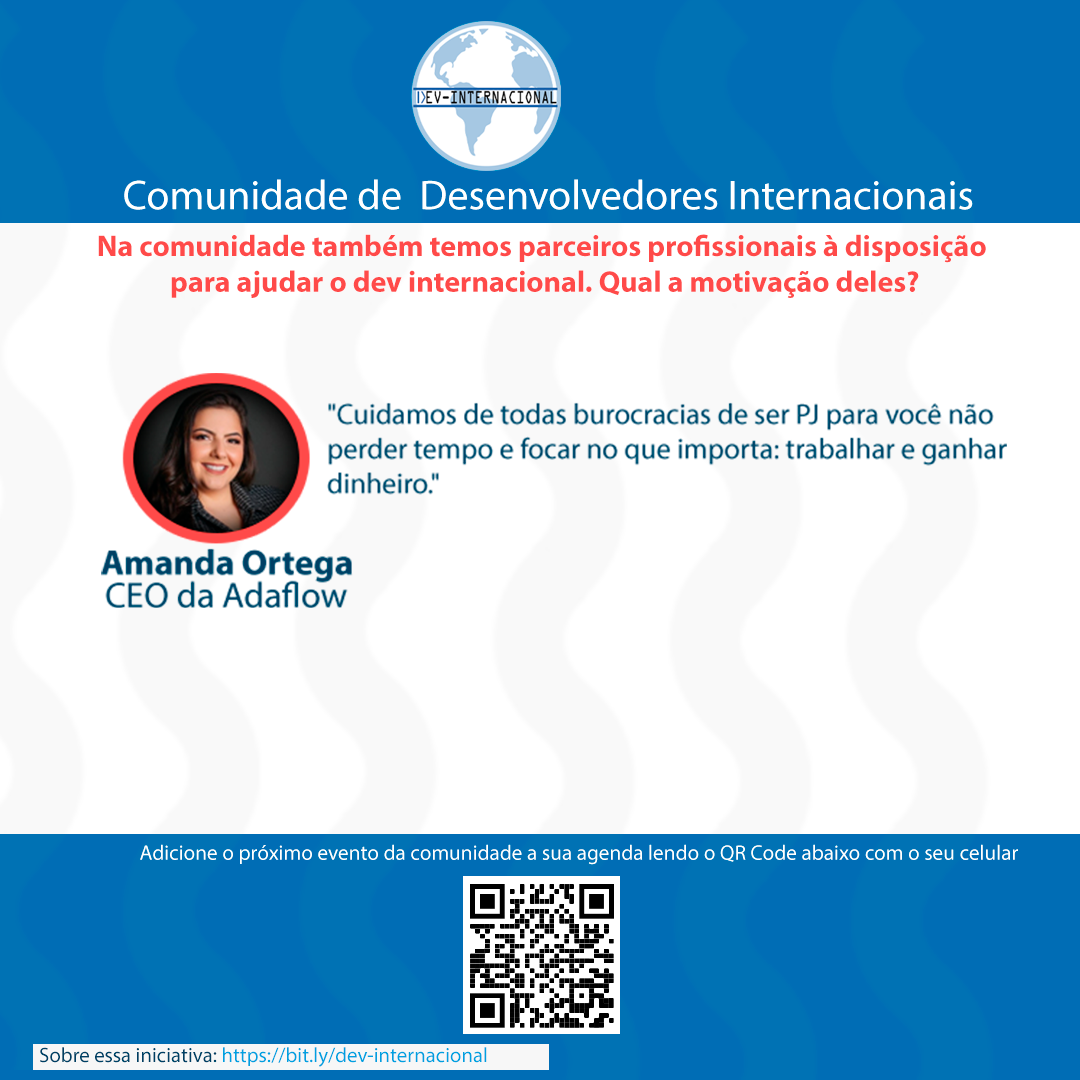 DEV-INTERNACIONAL
Comunidade de Desenvolvedores Internacionais
Na comunidade também temos parceiros profissionais à disposição
para ajudar o dev internacional. Qual a motivação deles?
"Cuidamos de todas burocracias de ser PJ para você não
perder tempo e focar no que importa: trabalhar e ganhar
dinheiro."
Amanda Ortega
CEO da Adaflow
Adicione o próximo evento da comunidade a sua agenda lendo o QR Code abaixo com o seu celular
Sobre essa iniciativa: https://bit.ly/dev-internacional